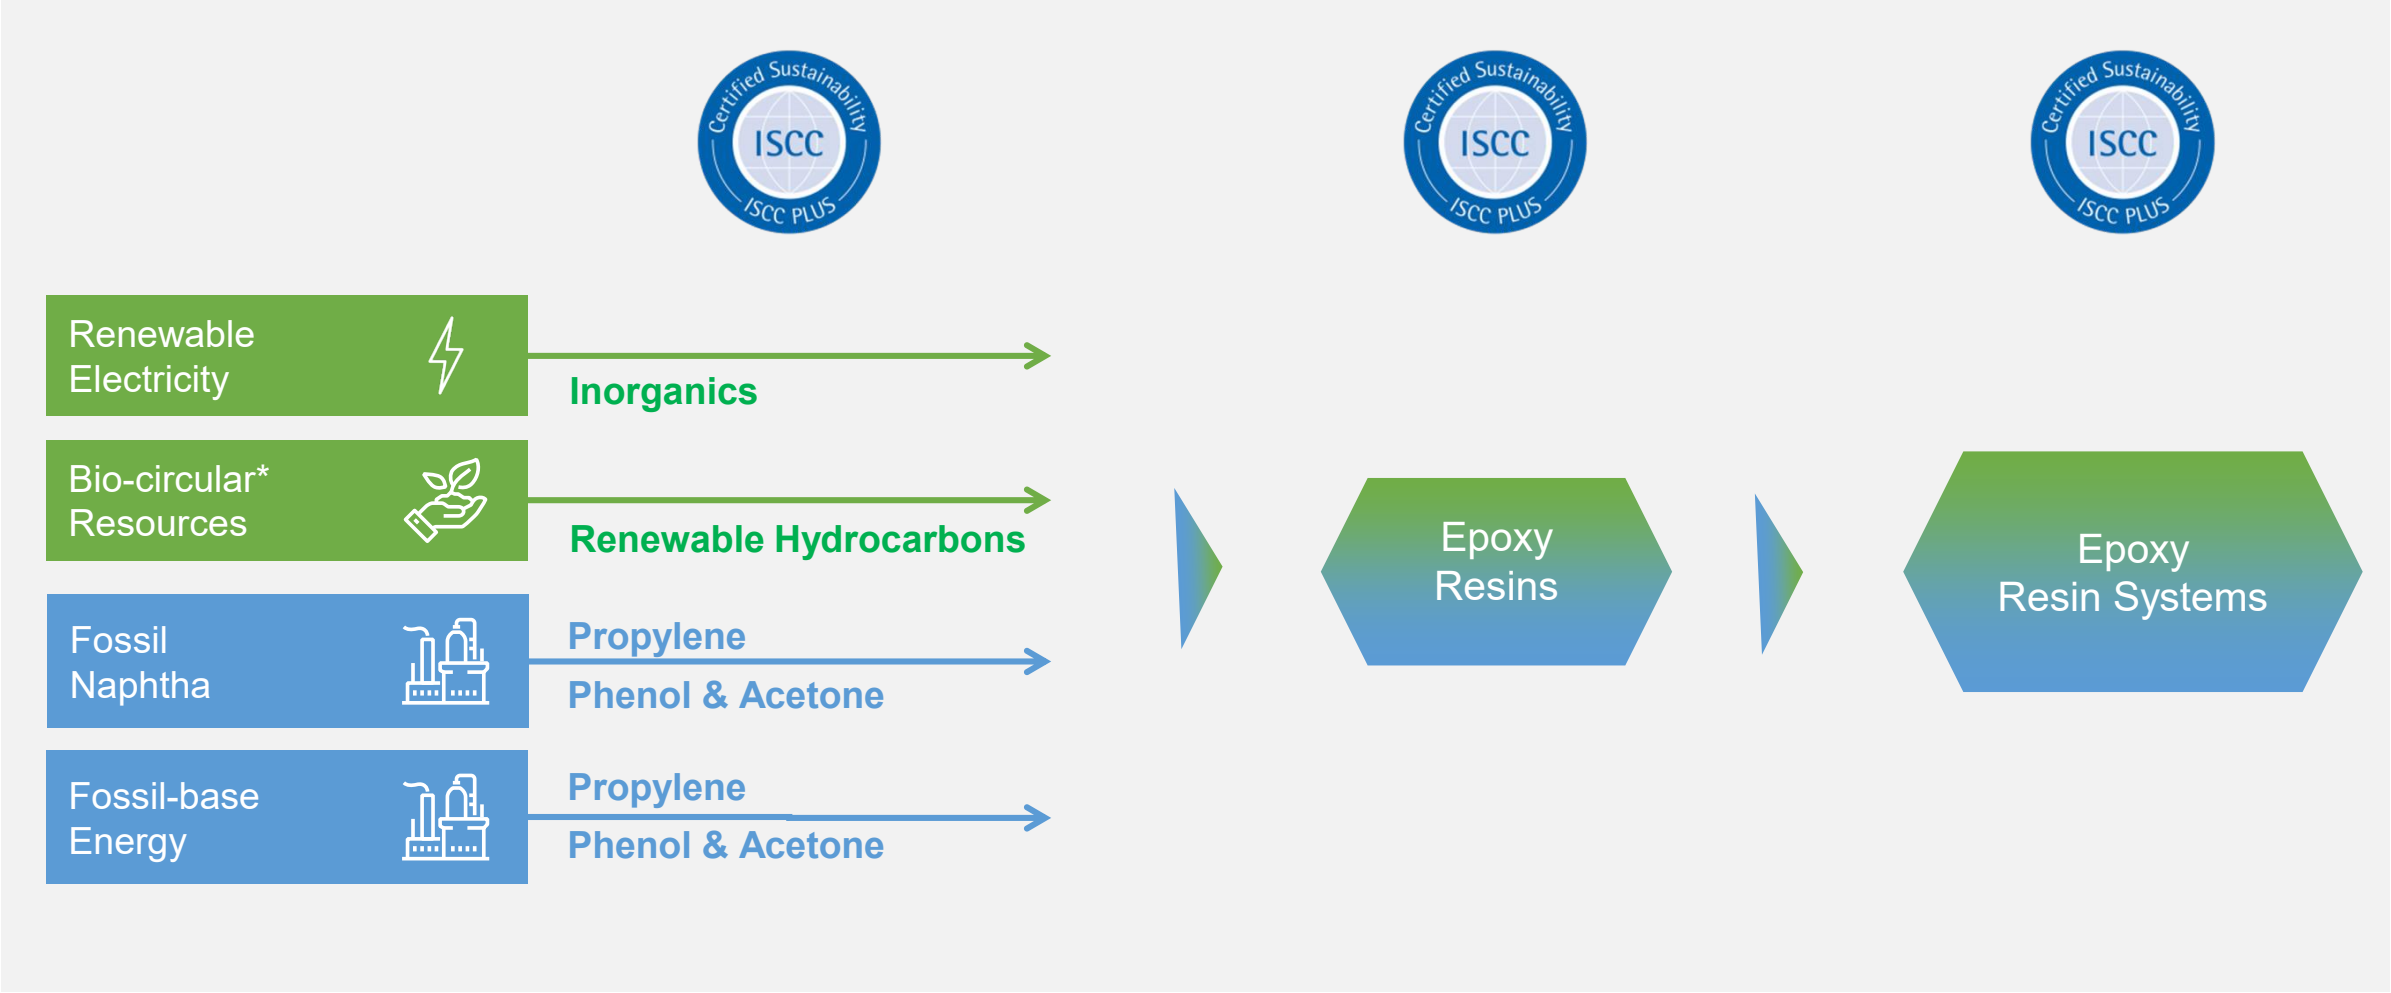 Certified Sustainability
ISCC
ISCC PLUS
Certified Sustainability
ISCC
ISCC PLUS
Certified Sustainability
ISCC
ISCC PLUS
Renewable
Electricity
Inorganics
Bio-circular*
Resources
Renewable Hydrocarbons
Fossil
Naphtha
Propylene
Phenol & Acetone
Fossil-base
Energy
Propylene
Phenol & Acetone
Epoxy
Resins
Epoxy
Resin Systems